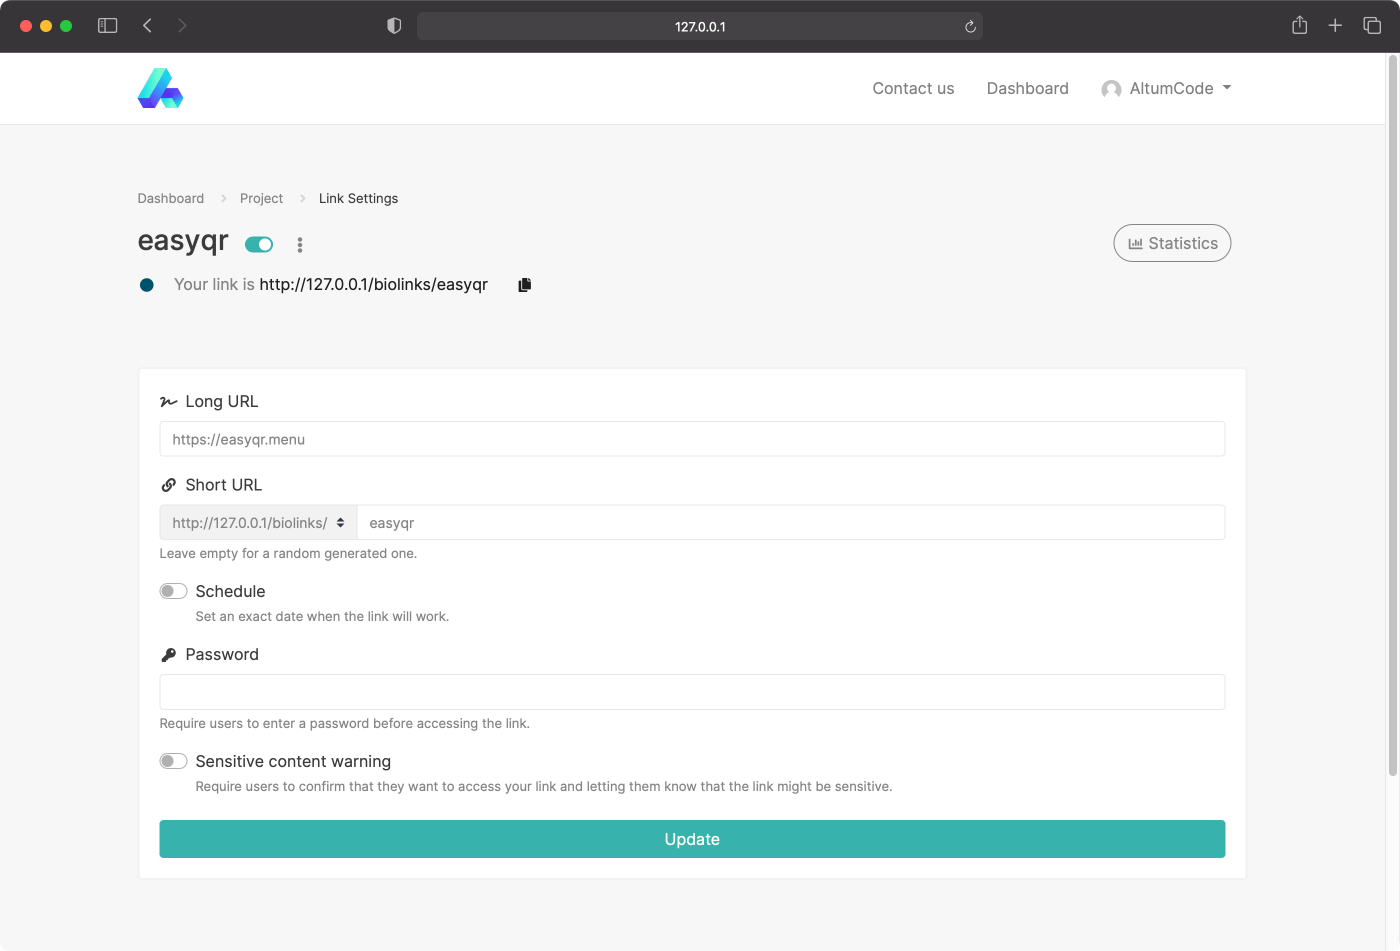 127.0.0.1
Contact us
Dashboard
AltumCode
Dashboard Project Link Settings
easyqr
Statistics
Your link is http://127.0.0.1/biolinks/easyqr
Long URL
https://easyqr.menu
Short URL
http://127.0.0.1/biolinks/ easyqr
Leave empty for a random generated one.
Schedule
Set an exact date when the link will work.
Password
Require users to enter a password before accessing the link.
Sensitive content warning
Require users to confirm that they want to access your link and letting them know that the link might be sensitive.
Update